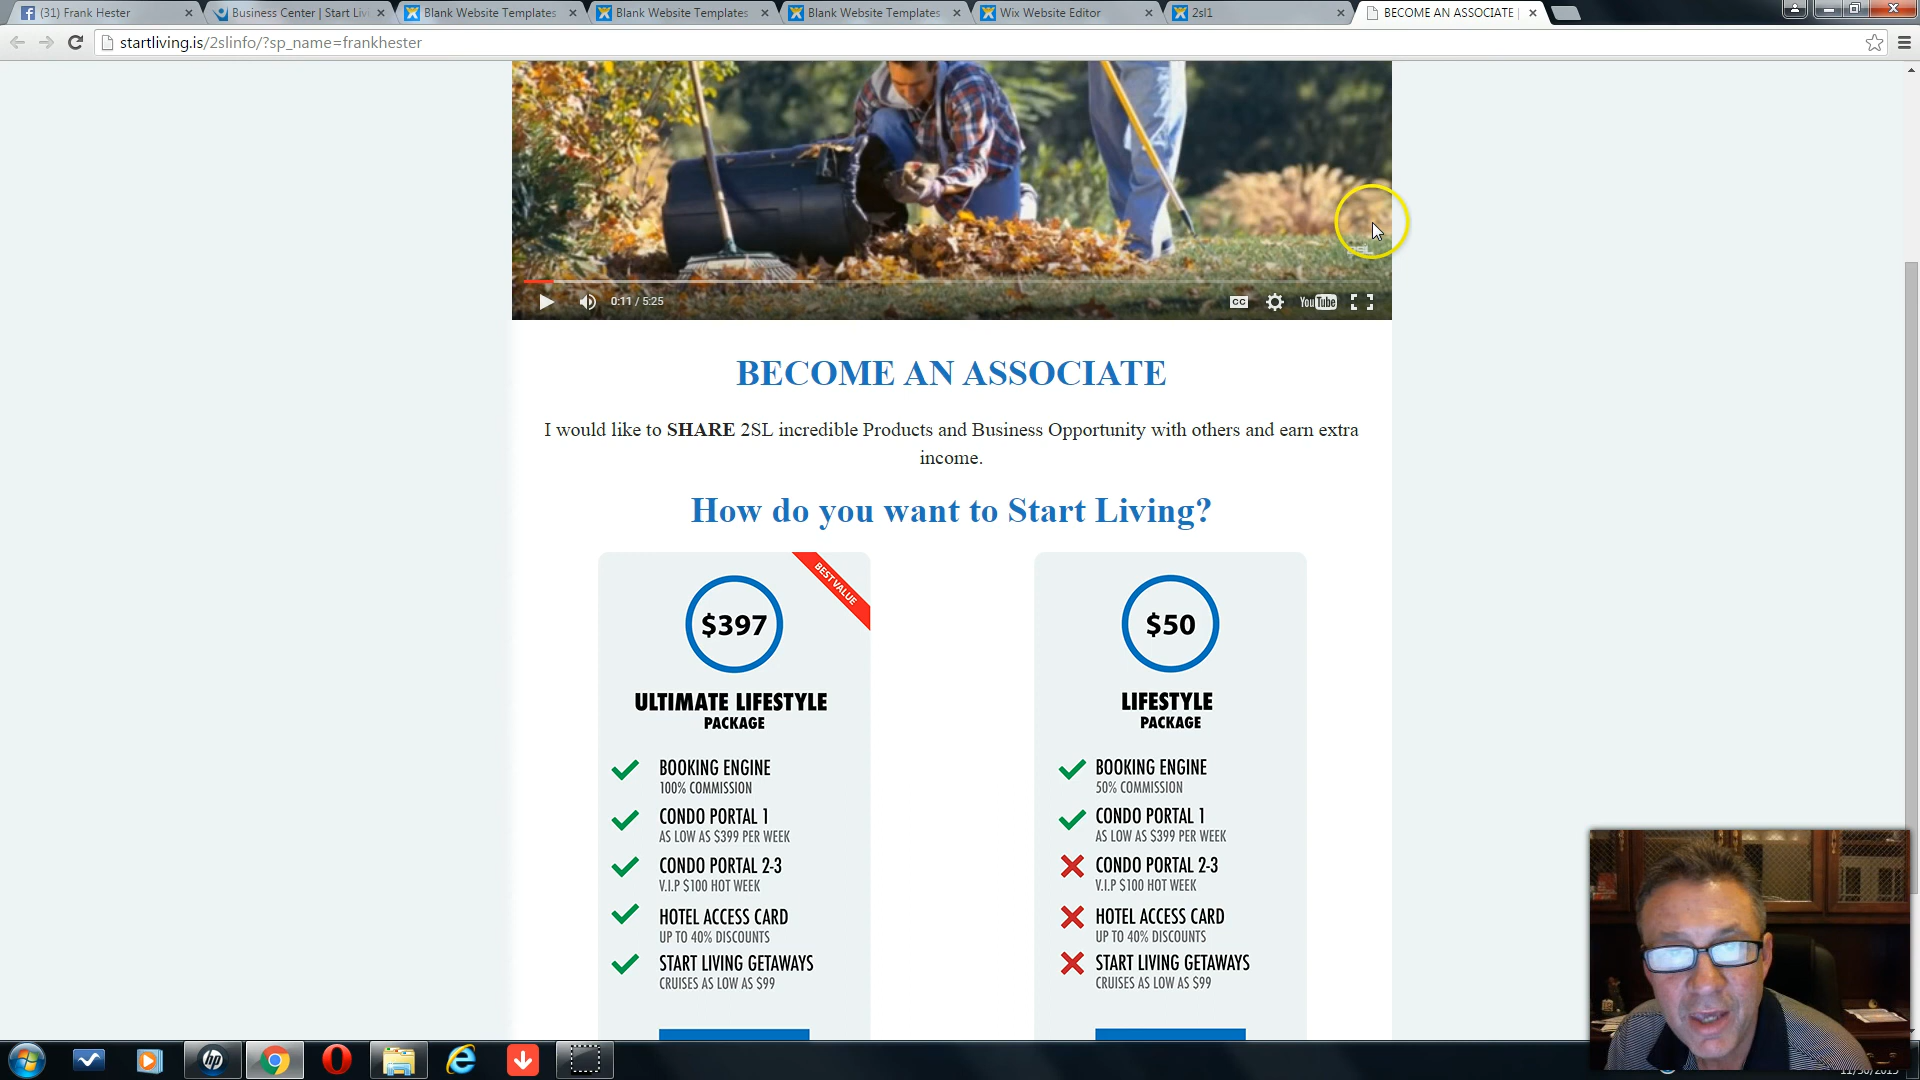 (31) Frank Hester
Business Center | Start Livi
Blank Website Templates
Blank Website Templates
Blank Website Templates
Wix Website Editor
2sl1
BECOME AN ASSOCIATE |
startliving.is/2slinfo/?sp_name=frankhester
0:11 / 5:25
CC
YouTube
BECOME AN ASSOCIATE
I would like to SHARE 2SL incredible Products and Business Opportunity with others and earn extra
income.
How do you want to Start Living?
BEST VALUE
$397
ULTIMATE LIFESTYLE
PACKAGE
BOOKING ENGINE
100% COMMISSION
CONDO PORTAL 1
AS LOW AS $399 PER WEEK
CONDO PORTAL 2-3
V.I.P $100 HOT WEEK
HOTEL ACCESS CARD
UP TO 40% DISCOUNTS
START LIVING GETAWAYS
CRUISES AS LOW AS $99
$50
LIFESTYLE
PACKAGE
BOOKING ENGINE
50% COMMISSION
CONDO PORTAL 1
AS LOW AS $399 PER WEEK
CONDO PORTAL 2-3
V.I.P $100 HOT WEEK
HOTEL ACCESS CARD
UP TO 40% DISCOUNTS
START LIVING GETAWAYS
CRUISES AS LOW AS $99
hp